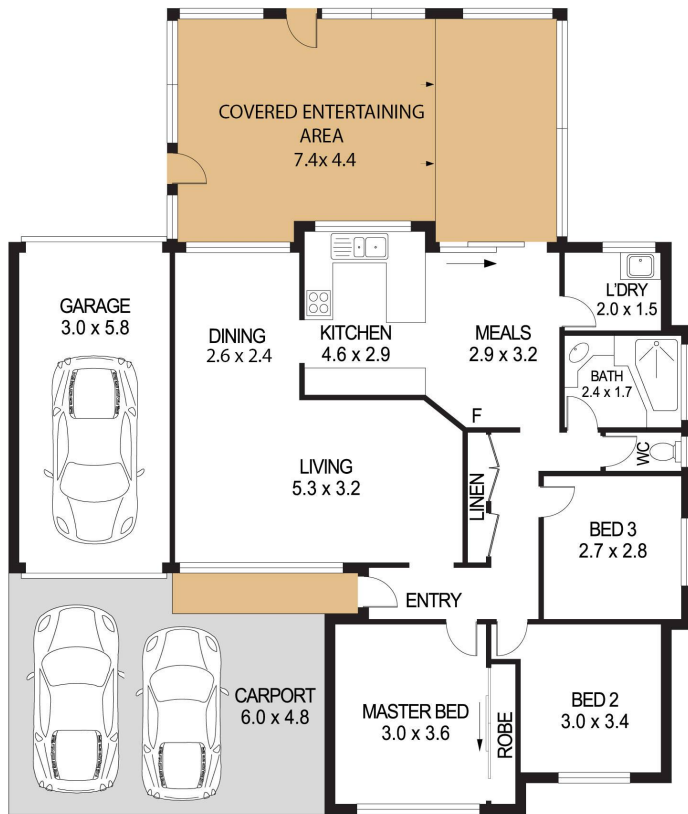 COVERED ENTERTAINING
AREA
7.4x 4.4
GARAGE
3.0 x 5.8
DINING
2.6 x 2.4
KITCHEN
4.6 x 2.9
MEALS
2.9 x 3.2
L'DRY
2.0 x 1.5
BATH
2.4 x 1.7
F
WC
LIVING
5.3 x 3.2
LINEN
BED 3
2.7 x 2.8
ENTRY
CARPORT
6.0 x 4.8
MASTER BED
3.0 x 3.6
ROBE
BED 2
3.0 x 3.4